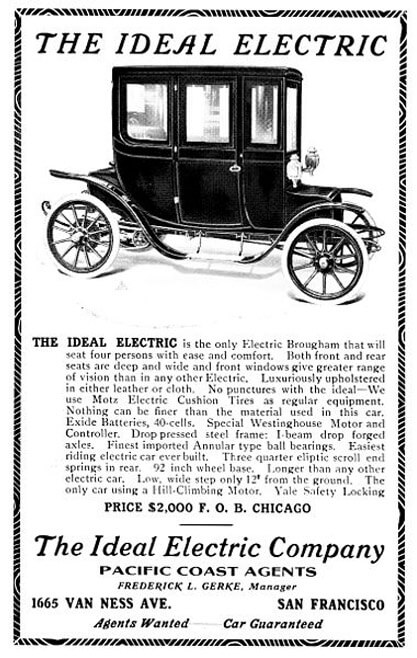 THE IDEAL ELECTRIC
THE IDEAL ELECTRIC is the only Electric Brougham that will
seat four persons with ease and comfort. Both front and rear
seats are deep and wide and front windows give greater range
of vision than in any other Electric. Luxuriously upholstered
in either leather or cloth. No punctures with the ideal—We
use Motz Electric Cushion Tires as regular equipment.
Nothing can be finer than the material used in this car.
Exide Batteries, 40-cells. Special Westinghouse Motor and
Controller. Drop pressed steel frame: I-beam drop forged
axles. Finest imported Annular type ball bearings. Easiest
riding electric car ever built. Three quarter eliptic scroll end
springs in rear. 92 inch wheel base. Longer than any other
electric car. Low, wide step only 12" from the ground. The
only car using a Hill-Climbing Motor. Yale Safety Locking
PRICE $2,000 F. O. B. CHICAGO
The Ideal Electric Company
PACIFIC COAST AGENTS
FREDERICK L. GERKE, Manager
1665 VAN NESS AVE. SAN FRANCISCO
Agents Wanted—Car Guaranteed